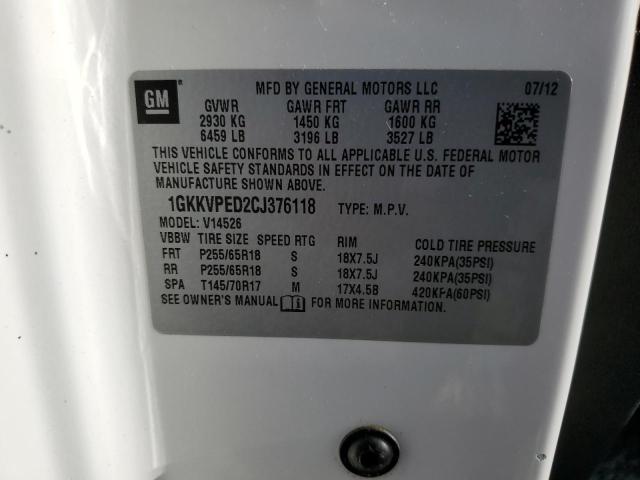 GM
MFD BY GENERAL MOTORS LLC 07/12
GVWR GAWR FRT GAWR RR
2930 KG 1450 KG 1600 KG
6459 LB 3196 LB 3527 LB
THIS VEHICLE CONFORMS TO ALL APPLICABLE U.S. FEDERAL MOTOR
VEHICLE SAFETY STANDARDS IN EFFECT ON THE DATE OF
MANUFACTURE SHOWN ABOVE.
1GKKVPED2CJ376118 TYPE: M.P.V.
MODEL: V14526
VBBW TIRE SIZE SPEED RTG RIM COLD TIRE PRESSURE
FRT P255/65R18 S 18X7.5J 240KPA(35PSI)
RR P255/65R18 S 18X7.5J 240KPA(35PSI)
SPA T145/70R17 M 17X4.5B 420KPA(60PSI)
SEE OWNER'S MANUAL FOR MORE INFORMATION.